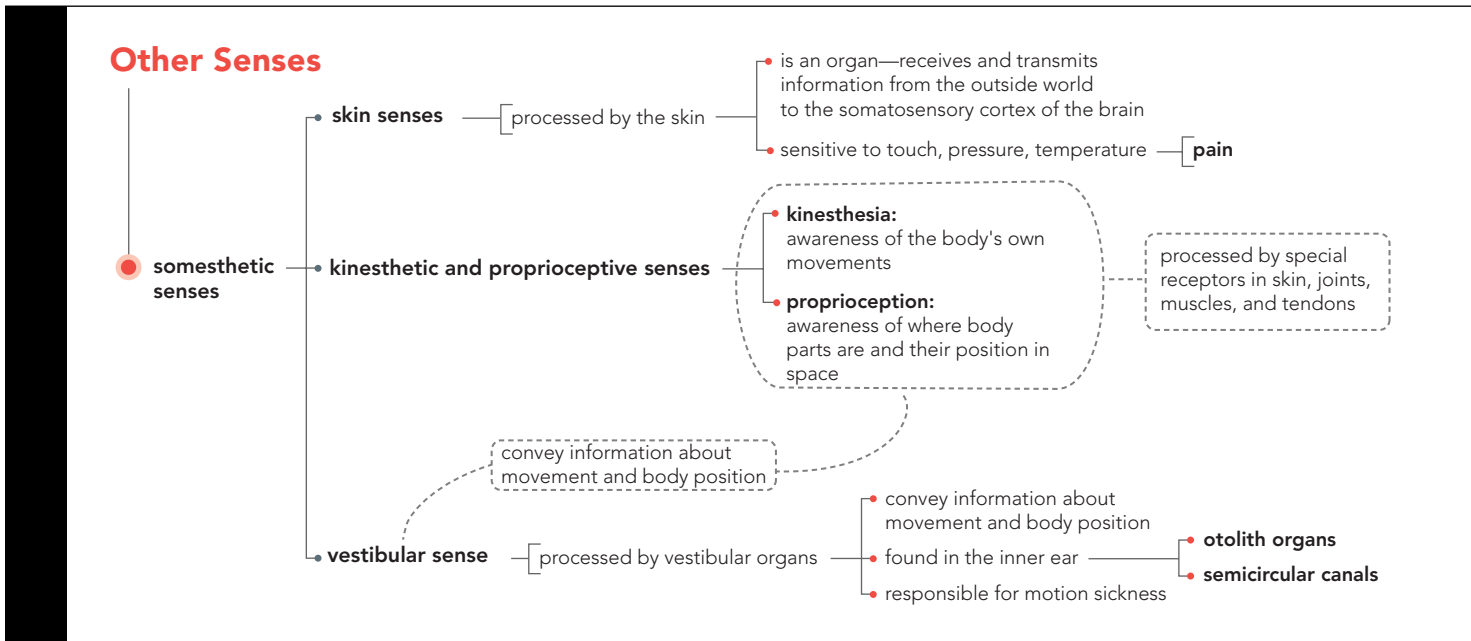 Other Senses
somesthetic
senses
skin senses
processed by the skin
is an organ—receives and transmits
information from the outside world
to the somatosensory cortex of the brain
sensitive to touch, pressure, temperature
pain
kinesthetic and proprioceptive senses
kinesthesia:
awareness of the body's own
movements
proprioception:
awareness of where body
parts are and their position in
space
processed by special
receptors in skin, joints,
muscles, and tendons
convey information about
movement and body position
vestibular sense
processed by vestibular organs
convey information about
movement and body position
found in the inner ear
otolith organs
semicircular canals
responsible for motion sickness